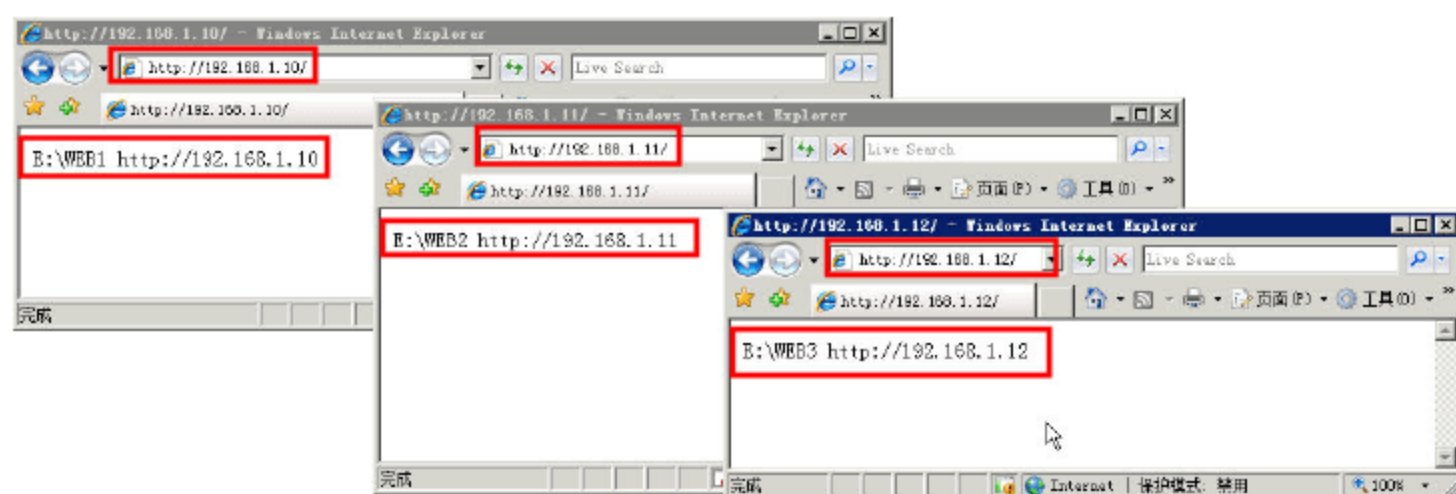 http://192.168.1.10/ - Windows Internet Explorer
http://192.168.1.10/
Live Search
http://192.168.1.10/
E:\WEB1 http://192.168.1.10
完成
http://192.168.1.11/ - Windows Internet Explorer
http://192.168.1.11/
Live Search
http://192.168.1.11/
页面(P)
工具(O)
E:\WEB2 http://192.168.1.11
完成
http://192.168.1.12/ - Windows Internet Explorer
http://192.168.1.12/
Live Search
http://192.168.1.12/
页面(P)
工具(O)
E:\WEB3 http://192.168.1.12
完成
Internet | 保护模式: 禁用
100%